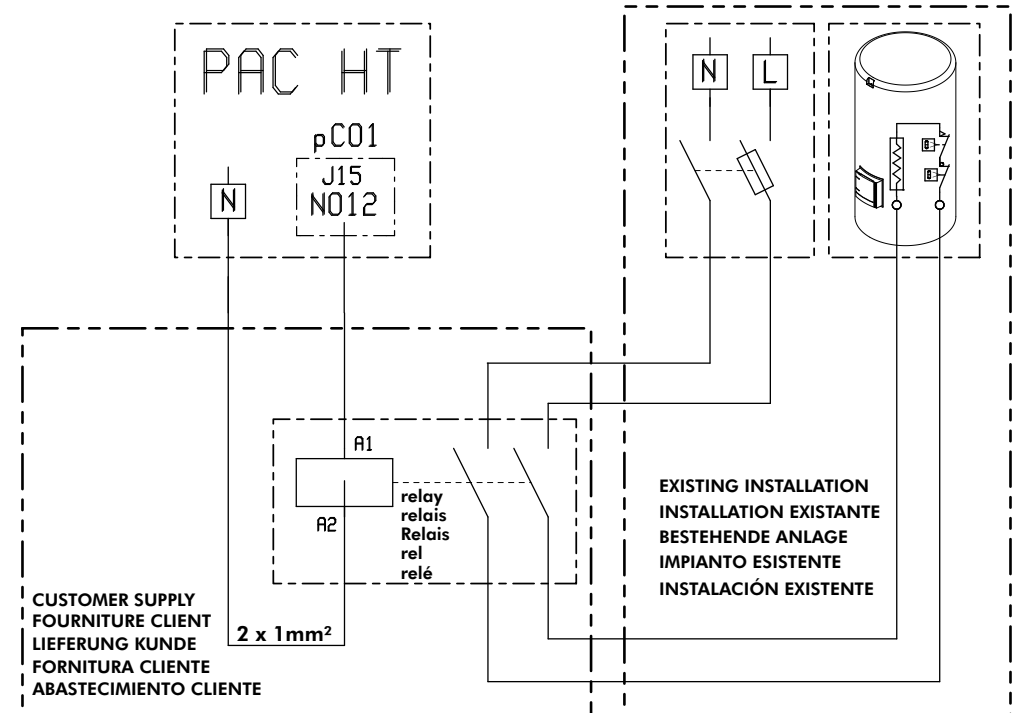 PAC HT
pCO1
J15
NO12
N
N L
A1
A2
relay
relais
Relais
rel
relé
EXISTING INSTALLATION
INSTALLATION EXISTANTE
BESTEHENDE ANLAGE
IMPIANTO ESISTENTE
INSTALACIÓN EXISTENTE
CUSTOMER SUPPLY
FOURNITURE CLIENT
LIEFERUNG KUNDE
FORNITURA CLIENTE
ABASTECIMIENTO CLIENTE
2 x 1mm²